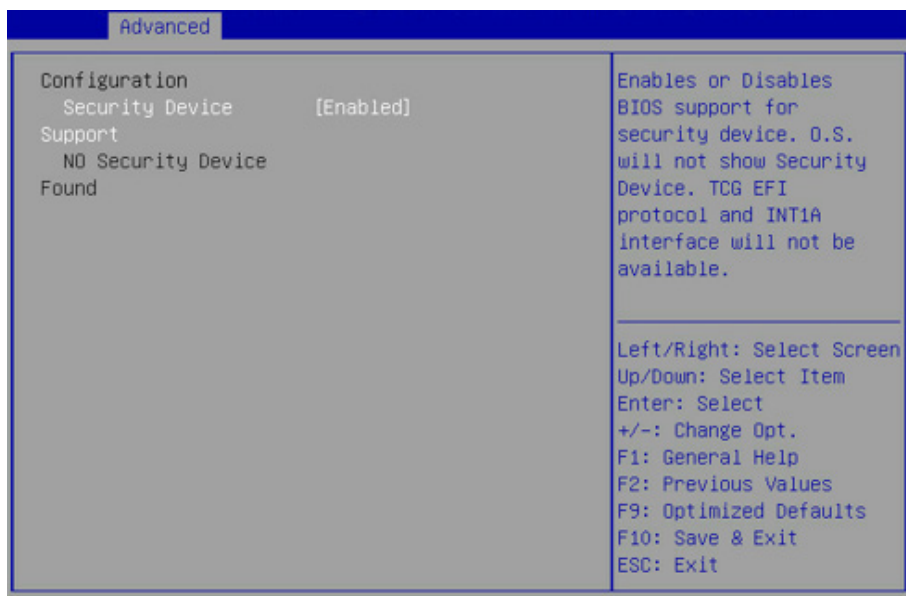 Advanced
Configuration
Security Device [Enabled]
Support
NO Security Device
Found
Enables or Disables
BIOS support for
security device. O.S.
will not show Security
Device. TCG EFI
protocol and INT1A
interface will not be
available.
Left/Right: Select Screen
Up/Down: Select Item
Enter: Select
+/-: Change Opt.
F1: General Help
F2: Previous Values
F9: Optimized Defaults
F10: Save & Exit
ESC: Exit